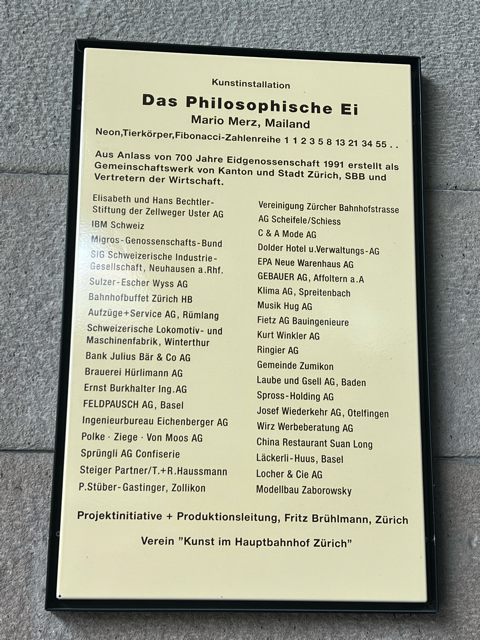 Kunstinstallation
Das Philosophische Ei
Mario Merz, Mailand
Neon,Tierkörper,Fibonacci-Zahlenreihe 1 1 2 3 5 8 13 21 34 55 . .
Aus Anlass von 700 Jahre Eidgenossenschaft 1991 erstellt als
Gemeinschaftswerk von Kanton und Stadt Zürich, SBB und
Vertretern der Wirtschaft.
Elisabeth und Hans Bechtler-
Stiftung der Zellweger Uster AG
IBM Schweiz
Migros-Genossenschafts-Bund
SIG Schweizerische Industrie-
Gesellschaft, Neuhausen a.Rhf.
Sulzer-Escher Wyss AG
Bahnhofbuffet Zürich HB
Aufzüge+Service AG, Rümlang
Schweizerische Lokomotiv- und
Maschinenfabrik, Winterthur
Bank Julius Bär & Co AG
Brauerei Hürlimann AG
Ernst Burkhalter Ing.AG
FELDPAUSCH AG, Basel
Ingenieurbureau Eichenberger AG
Polke · Ziege · Von Moos AG
Sprüngli AG Confiserie
Steiger Partner/T.+R.Haussmann
P.Stüber-Gastinger, Zollikon
Vereinigung Zürcher Bahnhofstrasse
AG Scheifele/Schiess
C & A Mode AG
Dolder Hotel u.Verwaltungs-AG
EPA Neue Warenhaus AG
GEBAUER AG, Affoltern a.A
Klima AG, Spreitenbach
Musik Hug AG
Fietz AG Bauingenieure
Kurt Winkler AG
Ringier AG
Gemeinde Zumikon
Laube und Gsell AG, Baden
Spross-Holding AG
Josef Wiederkehr AG, Otelfingen
Wirz Werbeberatung AG
China Restaurant Suan Long
Läckerli-Huus, Basel
Locher & Cie AG
Modellbau Zaborowsky
Projektinitiative + Produktionsleitung, Fritz Brühlmann, Zürich
Verein "Kunst im Hauptbahnhof Zürich"